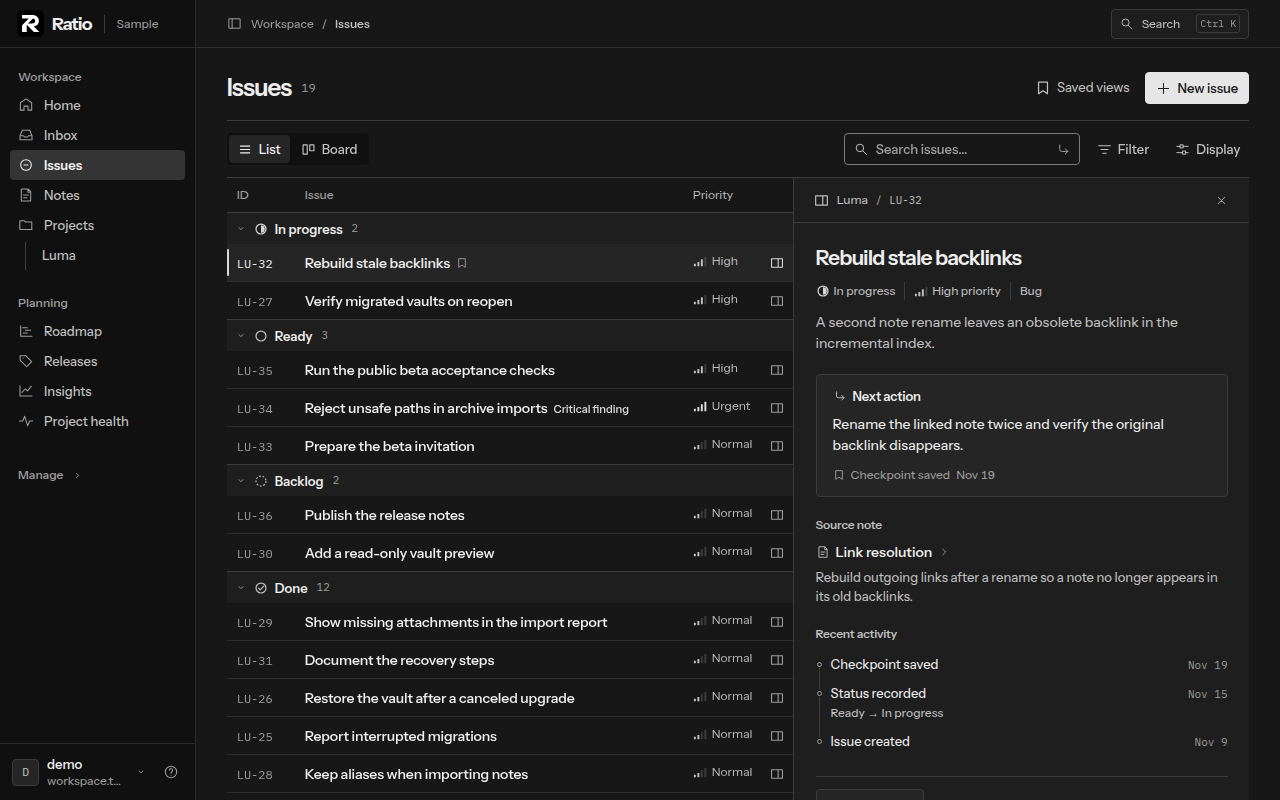 Ratio
Sample
Workspace / Issues
Search
Ctrl K
Workspace
Home
Inbox
Issues
Notes
Projects
Luma
Planning
Roadmap
Releases
Insights
Project health
Manage
D
demo
workspace.t...
Issues 19
Saved views
New issue
List
Board
Search issues...
Filter
Display
ID
Issue
Priority
In progress 2
LU-32 Rebuild stale backlinks High
LU-27 Verify migrated vaults on reopen High
Ready 3
LU-35 Run the public beta acceptance checks High
LU-34 Reject unsafe paths in archive imports Critical finding Urgent
LU-33 Prepare the beta invitation Normal
Backlog 2
LU-36 Publish the release notes Normal
LU-30 Add a read-only vault preview Normal
Done 12
LU-29 Show missing attachments in the import report Normal
LU-31 Document the recovery steps Normal
LU-26 Restore the vault after a canceled upgrade Normal
LU-25 Report interrupted migrations Normal
LU-28 Keep aliases when importing notes Normal
Luma / LU-32
Rebuild stale backlinks
In progress
High priority
Bug
A second note rename leaves an obsolete backlink in the
incremental index.
Next action
Rename the linked note twice and verify the original
backlink disappears.
Checkpoint saved Nov 19
Source note
Link resolution
Rebuild outgoing links after a rename so a note no longer appears in
its old backlinks.
Recent activity
Checkpoint saved Nov 19
Status recorded Nov 15
Ready → In progress
Issue created Nov 9